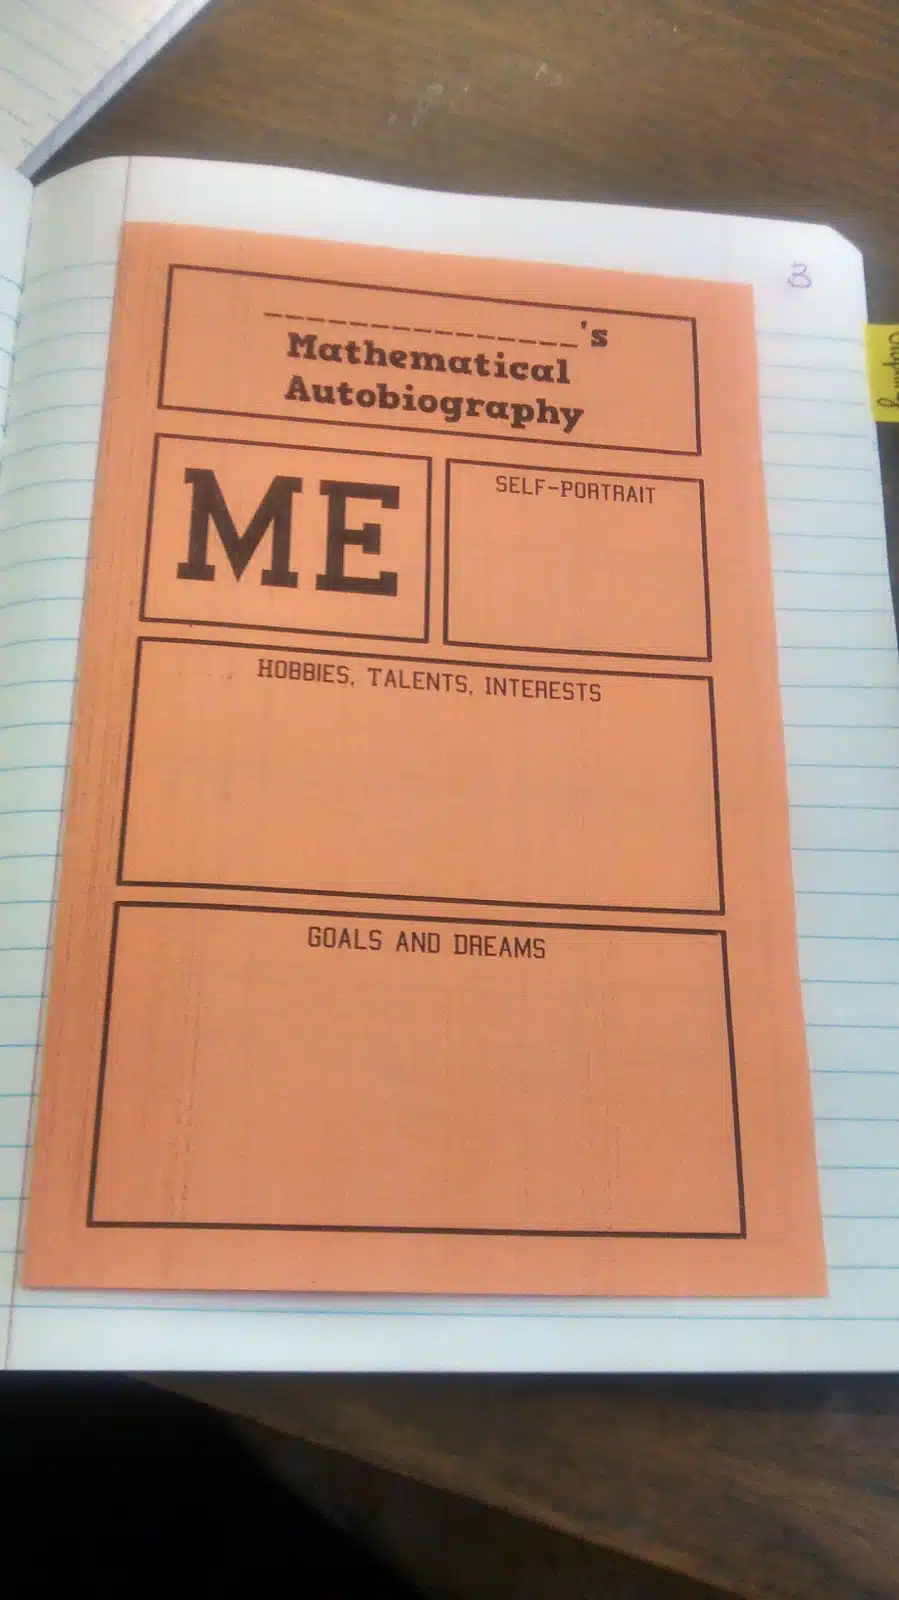 3
_______________'s
Mathematical
Autobiography
ME
SELF-PORTRAIT
HOBBIES, TALENTS, INTERESTS
GOALS AND DREAMS